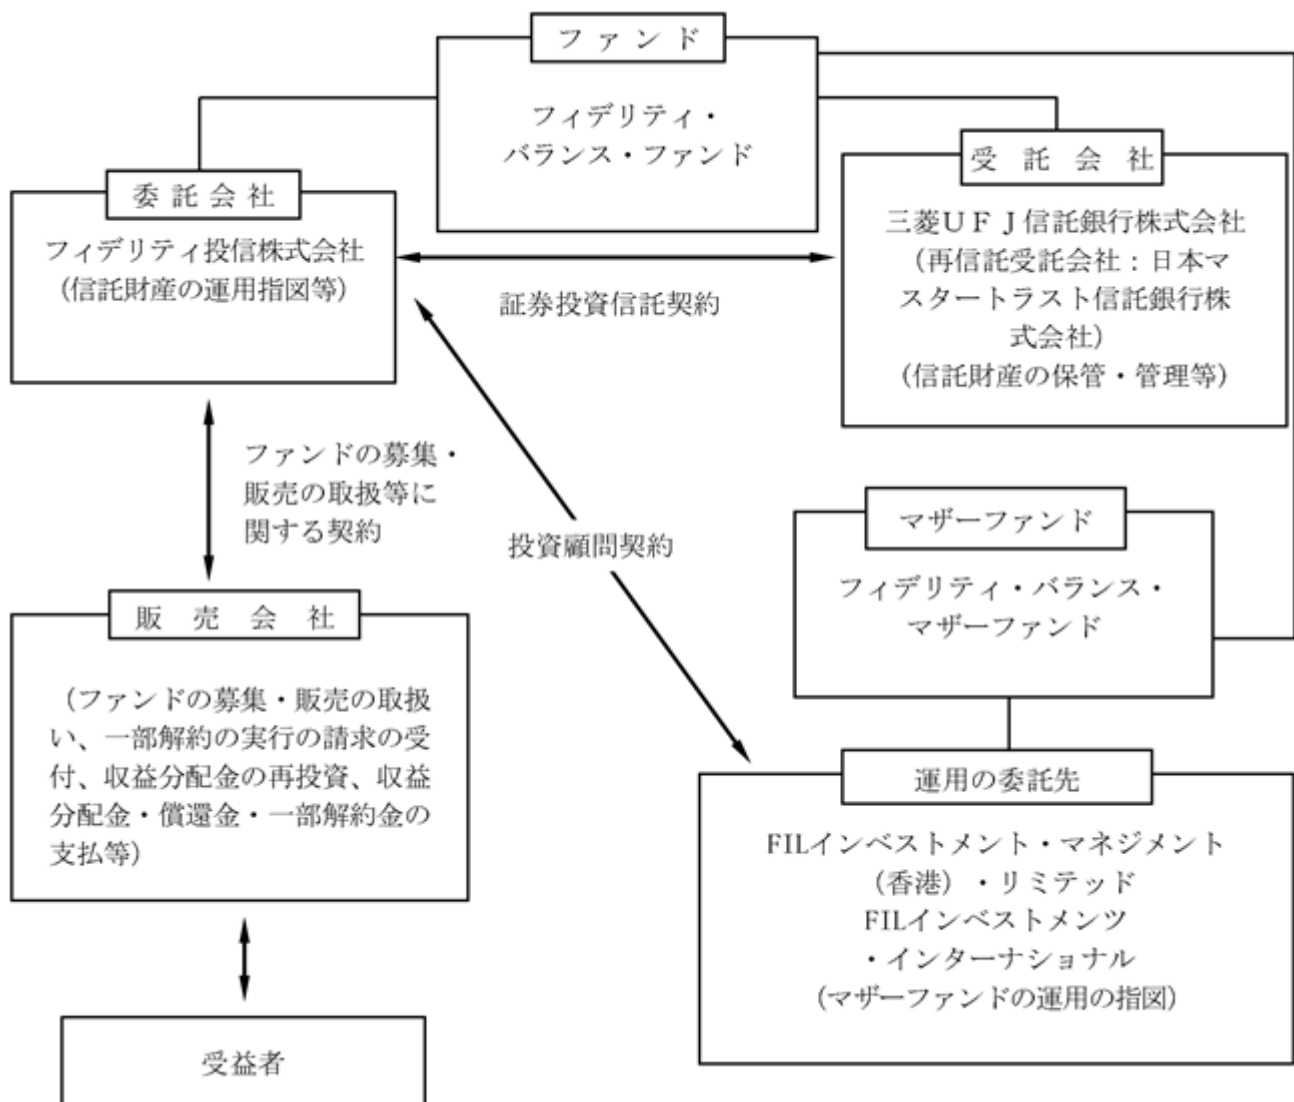 ファンド
フィデリティ・
バランス・ファンド
委託会社
フィデリティ投信株式会社
（信託財産の運用指図等）
受託会社
三菱ＵＦＪ信託銀行株式会社
（再信託受託会社：日本マ
スタートラスト信託銀行株
式会社）
（信託財産の保管・管理等）
証券投資信託契約
ファンドの募集・
販売の取扱等に
関する契約
投資顧問契約
マザーファンド
フィデリティ・バランス・
マザーファンド
販売会社
（ファンドの募集・販売の取扱
い、一部解約の実行の請求の受
付、収益分配金の再投資、収益
分配金・償還金・一部解約金の
支払等）
運用の委託先
FILインベストメント・マネジメント
（香港）・リミテッド
FILインベストメンツ
・インターナショナル
（マザーファンドの運用の指図）
受益者